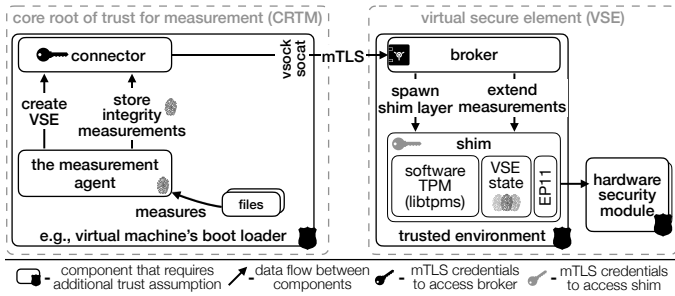 core root of trust for measurement (CRTM)
virtual secure element (VSE)
connector
vsock
socat
mTLS
broker
create
VSE
store
integrity
measurements
spawn
shim layer
extend
measurements
shim
the measurement
agent
software
TPM
(libtpms)
VSE
state
EP11
hardware
security
module
measures
files
e.g., virtual machine's boot loader
trusted environment
- component that requires
additional trust assumption
- data flow between
components
- mTLS credentials
to access broker
- mTLS credentials
to access shim